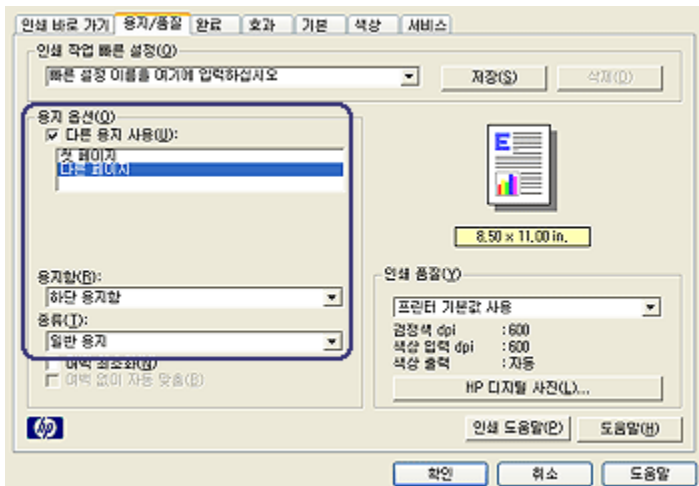 인쇄 바로 가기 용지/품질 완료 효과 기본 색상 서비스
인쇄 작업 빠른 설정(Q)
빠른 설정 이름을 여기에 입력하십시오 저장(S) 삭제(D)
용지 옵션(O)
다른 용지 사용(U):
첫 페이지
다른 페이지
8.50 × 11.00 in.
용지함(R):
하단 용지함
종류(T):
일반 용지
여백 최소화(N)
여백 없이 자동 맞춤(B)
인쇄 품질(Y)
프린터 기본값 사용
검정색 dpi :600
색상 입력 dpi :600
색상 출력 :자동
HP 디지털 사진(L)...
hp
인쇄 도움말(P) 도움말(H)
확인 취소 도움말